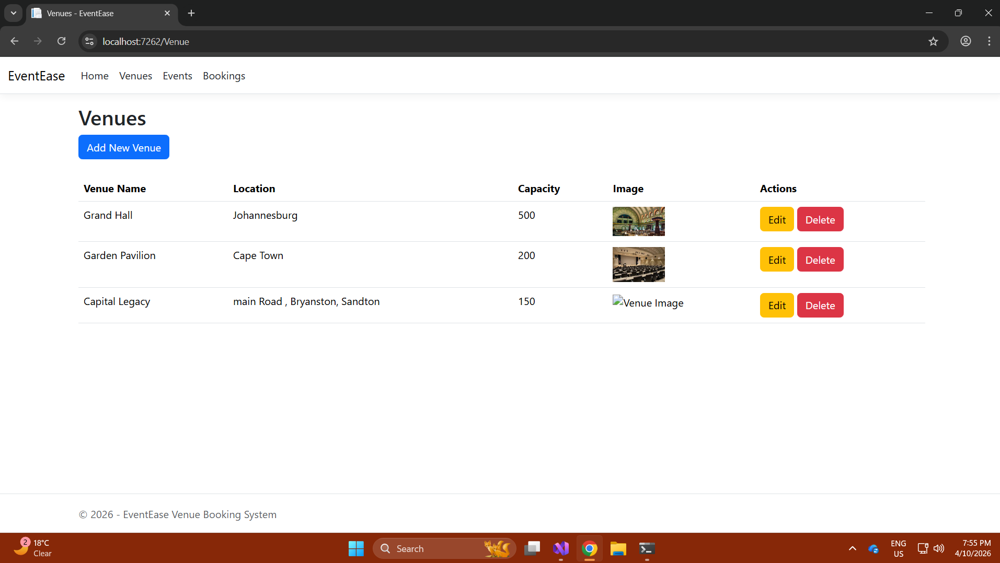 Venues - EventEase
localhost:7262/Venue
EventEase Home Venues Events Bookings
Venues
Add New Venue
Venue Name Location Capacity Image Actions
Grand Hall Johannesburg 500 Edit Delete
Garden Pavilion Cape Town 200 Edit Delete
Capital Legacy main Road , Bryanston, Sandton 150 Venue Image Edit Delete
© 2026 - EventEase Venue Booking System
2
18°C
Clear
Search
ENG
US
7:55 PM
4/10/2026